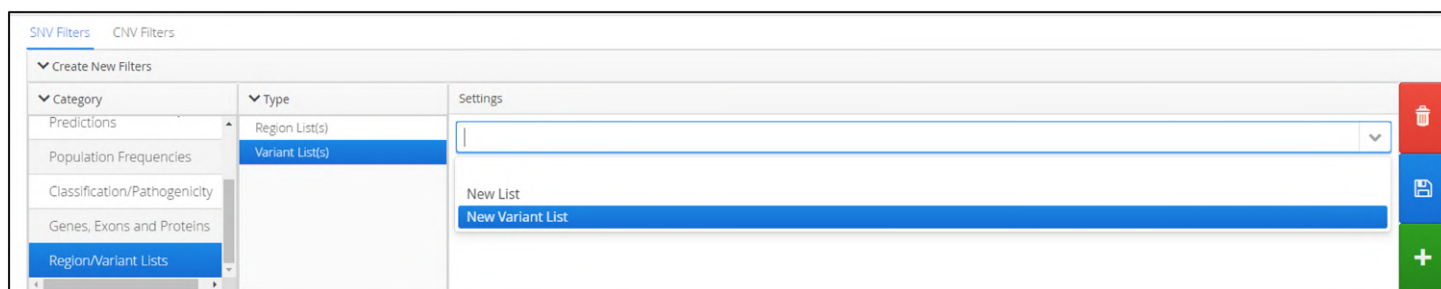 SNV Filters CNV Filters
Create New Filters
Category Type Settings
Predictions
Region List(s)
Population Frequencies
Variant List(s)
Classification/Pathogenicity
New List
Genes, Exons and Proteins
New Variant List
Region/Variant Lists